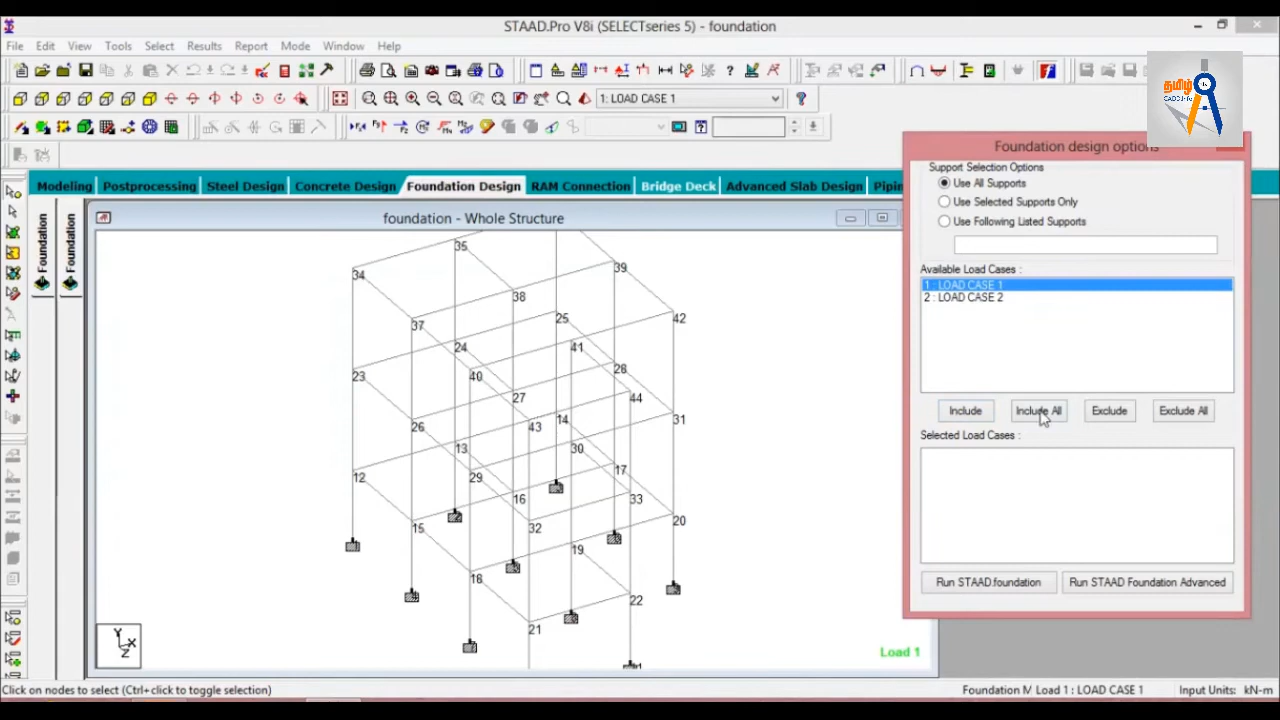 STAAD.Pro V8i (SELECTseries 5) - foundation
File Edit View Tools Select Results Report Mode Window Help
1: LOAD CASE 1
தமிழ்
CADD
Modeling Postprocessing Steel Design Concrete Design Foundation Design RAM Connection Bridge Deck Advanced Slab Design Pipin
Foundation
Foundation
foundation - Whole Structure
35
34
39
38
37
25
42
24
41
23
40
28
27
44
26
43
14
31
13
30
12
29
17
16
33
15
32
20
19
18
22
21
Y
X
Z
Load 1
Foundation design options
Support Selection Options
Use All Supports
Use Selected Supports Only
Use Following Listed Supports
Available Load Cases :
1 : LOAD CASE 1
2 : LOAD CASE 2
Include Include All Exclude Exclude All
Selected Load Cases :
Run STAAD.foundation Run STAAD Foundation Advanced
Click on nodes to select (Ctrl+click to toggle selection) Foundation M Load 1 : LOAD CASE 1 Input Units: kN-m